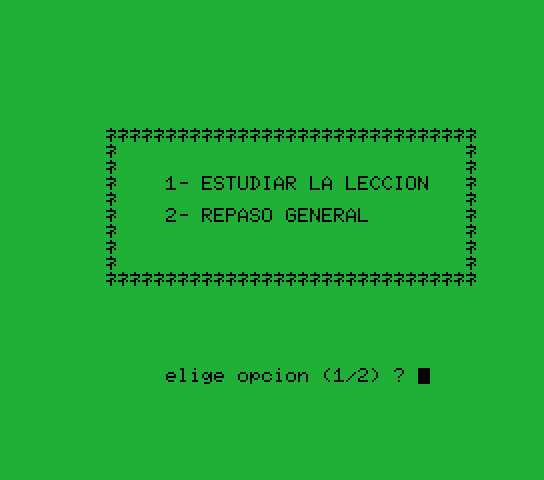 1- ESTUDIAR LA LECCION
2- REPASO GENERAL
elige opcion (1/2) ?